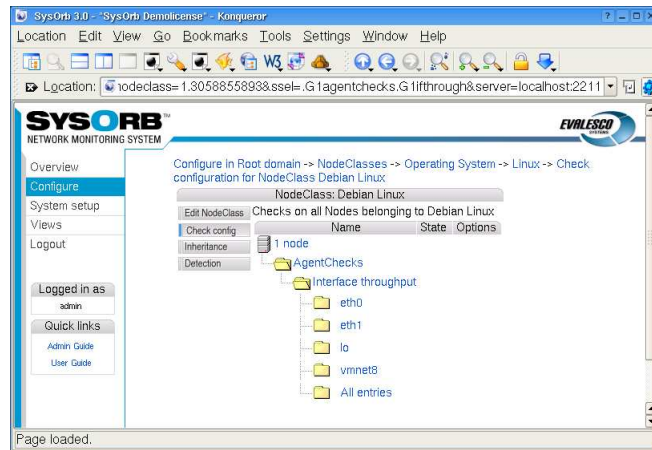 SysOrb 3.0 - "SysOrb Demolicense" - Konqueror
Location Edit View Go Bookmarks Tools Settings Window Help
Location: nodeclass=1.3058855893&ssel=.G1agentchecks.G1ifthrough&server=localhost:2211
SYSORB™
NETWORK MONITORING SYSTEM
EVALESCO
SYSTEMS
Overview
Configure
System setup
Views
Logout
Logged in as
admin
Quick links
Admin Guide
User Guide
Configure in Root domain -> NodeClasses -> Operating System -> Linux -> Check
configuration for NodeClass Debian Linux
NodeClass: Debian Linux
Edit NodeClass
Check config
Inheritance
Detection
Checks on all Nodes belonging to Debian Linux
Name State Options
1 node
AgentChecks
Interface throughput
eth0
eth1
lo
vmnet8
All entries
Page loaded.